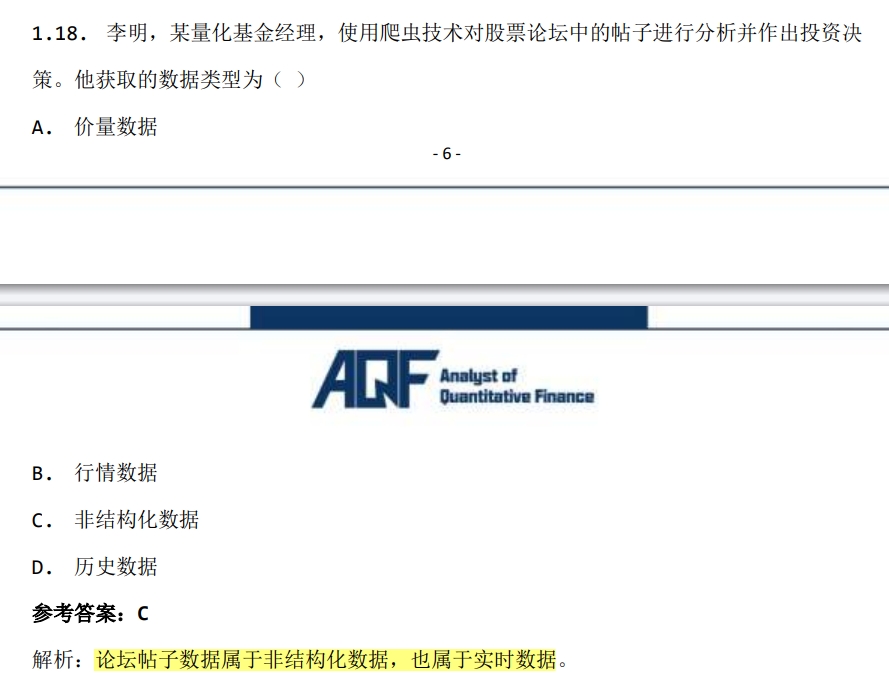 1.18. 李明，某量化基金经理，使用爬虫技术对股票论坛中的帖子进行分析并作出投资决
策。他获取的数据类型为（ ）
A. 价量数据
-6-
AQF Analyst of
Quantitative Finance
B. 行情数据
C. 非结构化数据
D. 历史数据
参考答案：C
解析：论坛帖子数据属于非结构化数据，也属于实时数据。